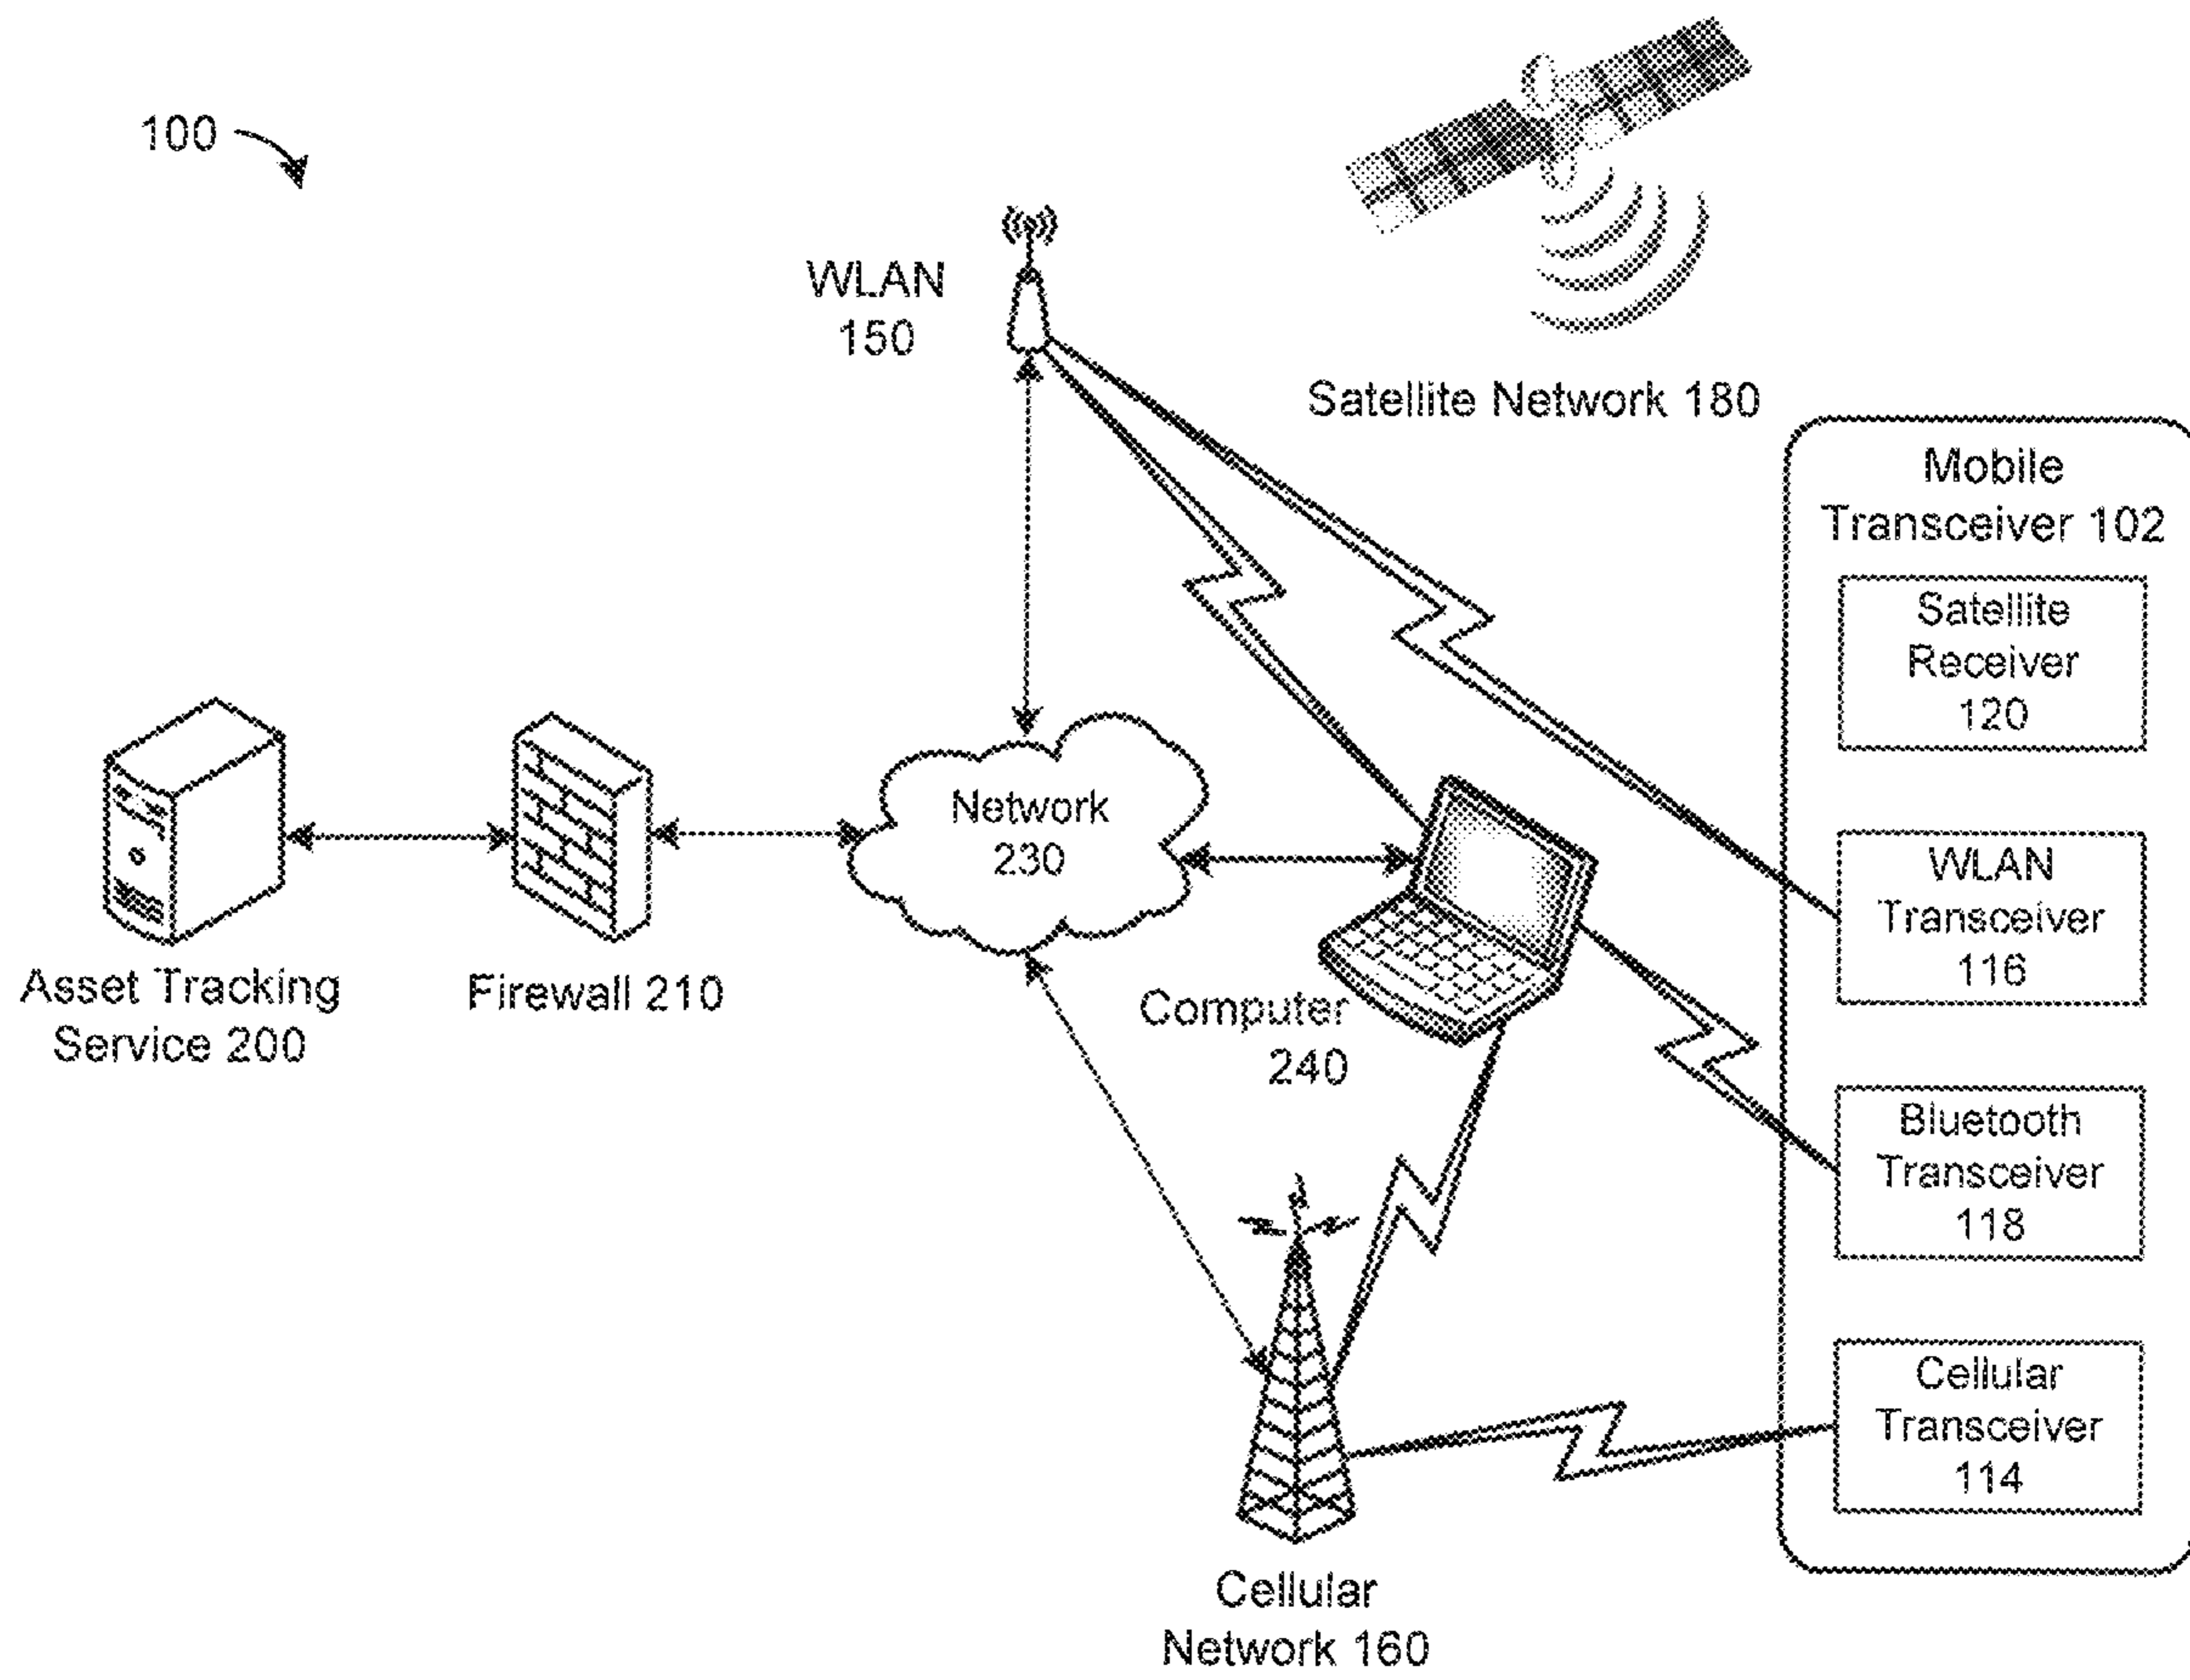 100
WLAN
150
Satellite Network 180
Mobile
Transceiver 102
Satellite
Receiver
120
WLAN
Transceiver
116
Bluetooth
Transceiver
118
Cellular
Transceiver
114
Network
230
Asset Tracking
Service 200
Firewall 210
Computer
240
Cellular
Network 160